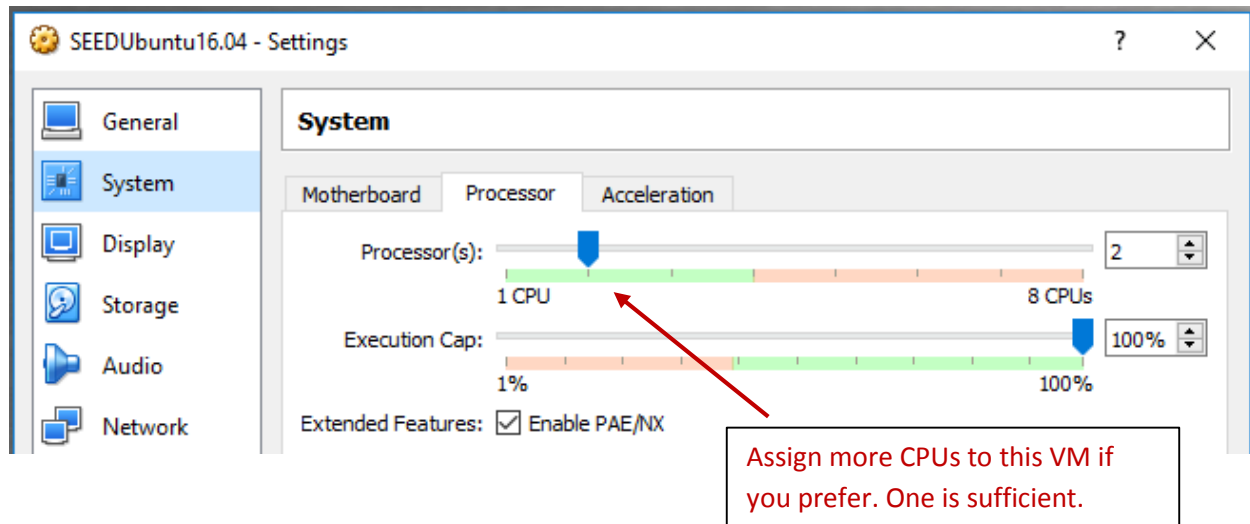 SEEDUbuntu16.04 - Settings ? ×
General
System
Display
Storage
Audio
Network
System
Motherboard Processor Acceleration
Processor(s): 2
1 CPU 8 CPUs
Execution Cap: 100%
1% 100%
Extended Features: Enable PAE/NX
Assign more CPUs to this VM if
you prefer. One is sufficient.